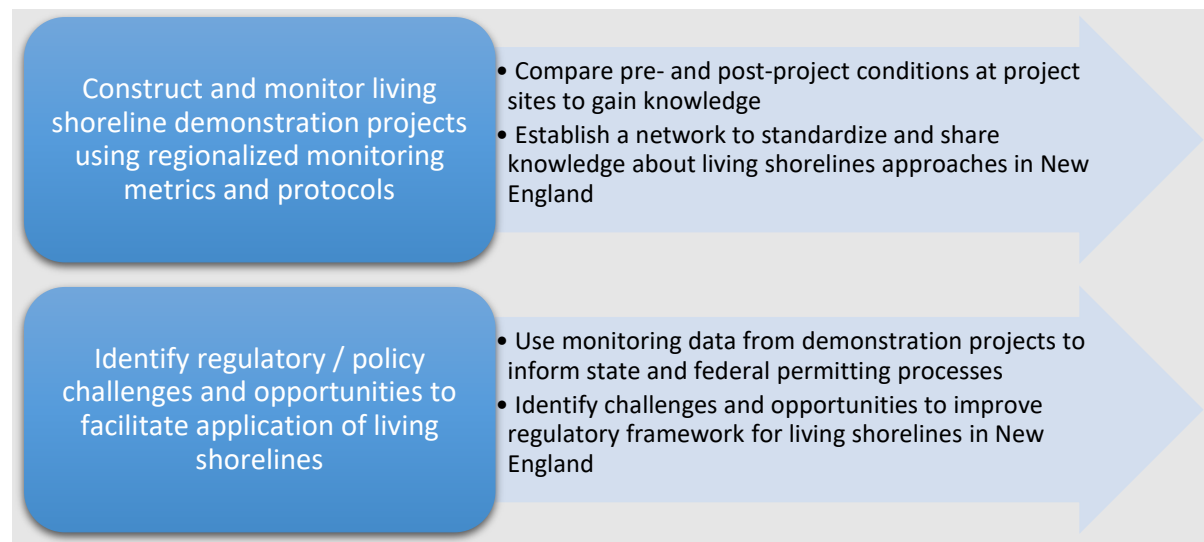 Construct and monitor living
shoreline demonstration projects
using regionalized monitoring
metrics and protocols
• Compare pre- and post-project conditions at project
sites to gain knowledge
• Establish a network to standardize and share
knowledge about living shorelines approaches in New
England
Identify regulatory / policy
challenges and opportunities to
facilitate application of living
shorelines
• Use monitoring data from demonstration projects to
inform state and federal permitting processes
• Identify challenges and opportunities to improve
regulatory framework for living shorelines in New
England